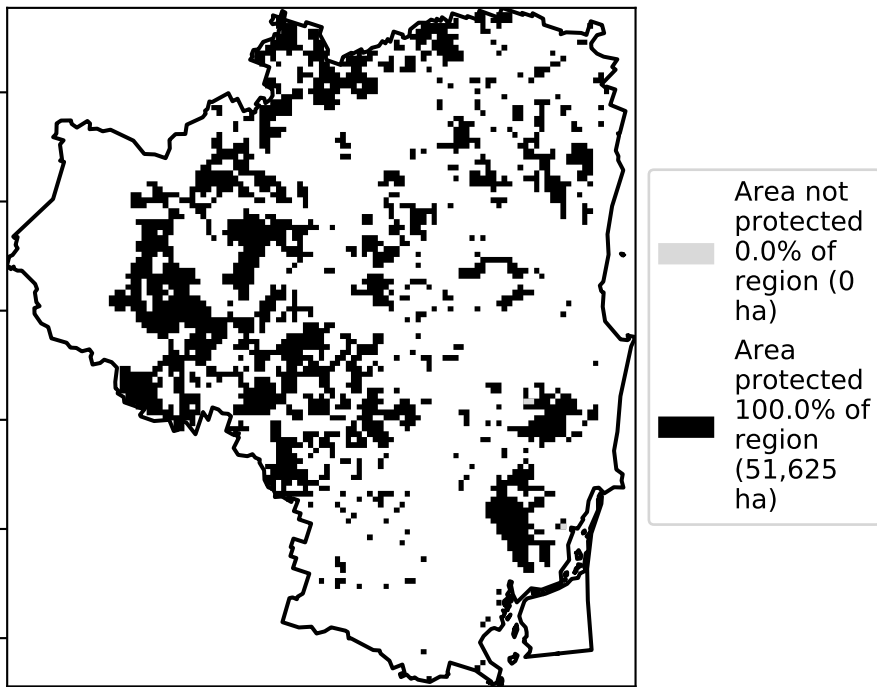 Area not
protected
0.0% of
region (0
ha)
Area
protected
100.0% of
region
(51,625
ha)